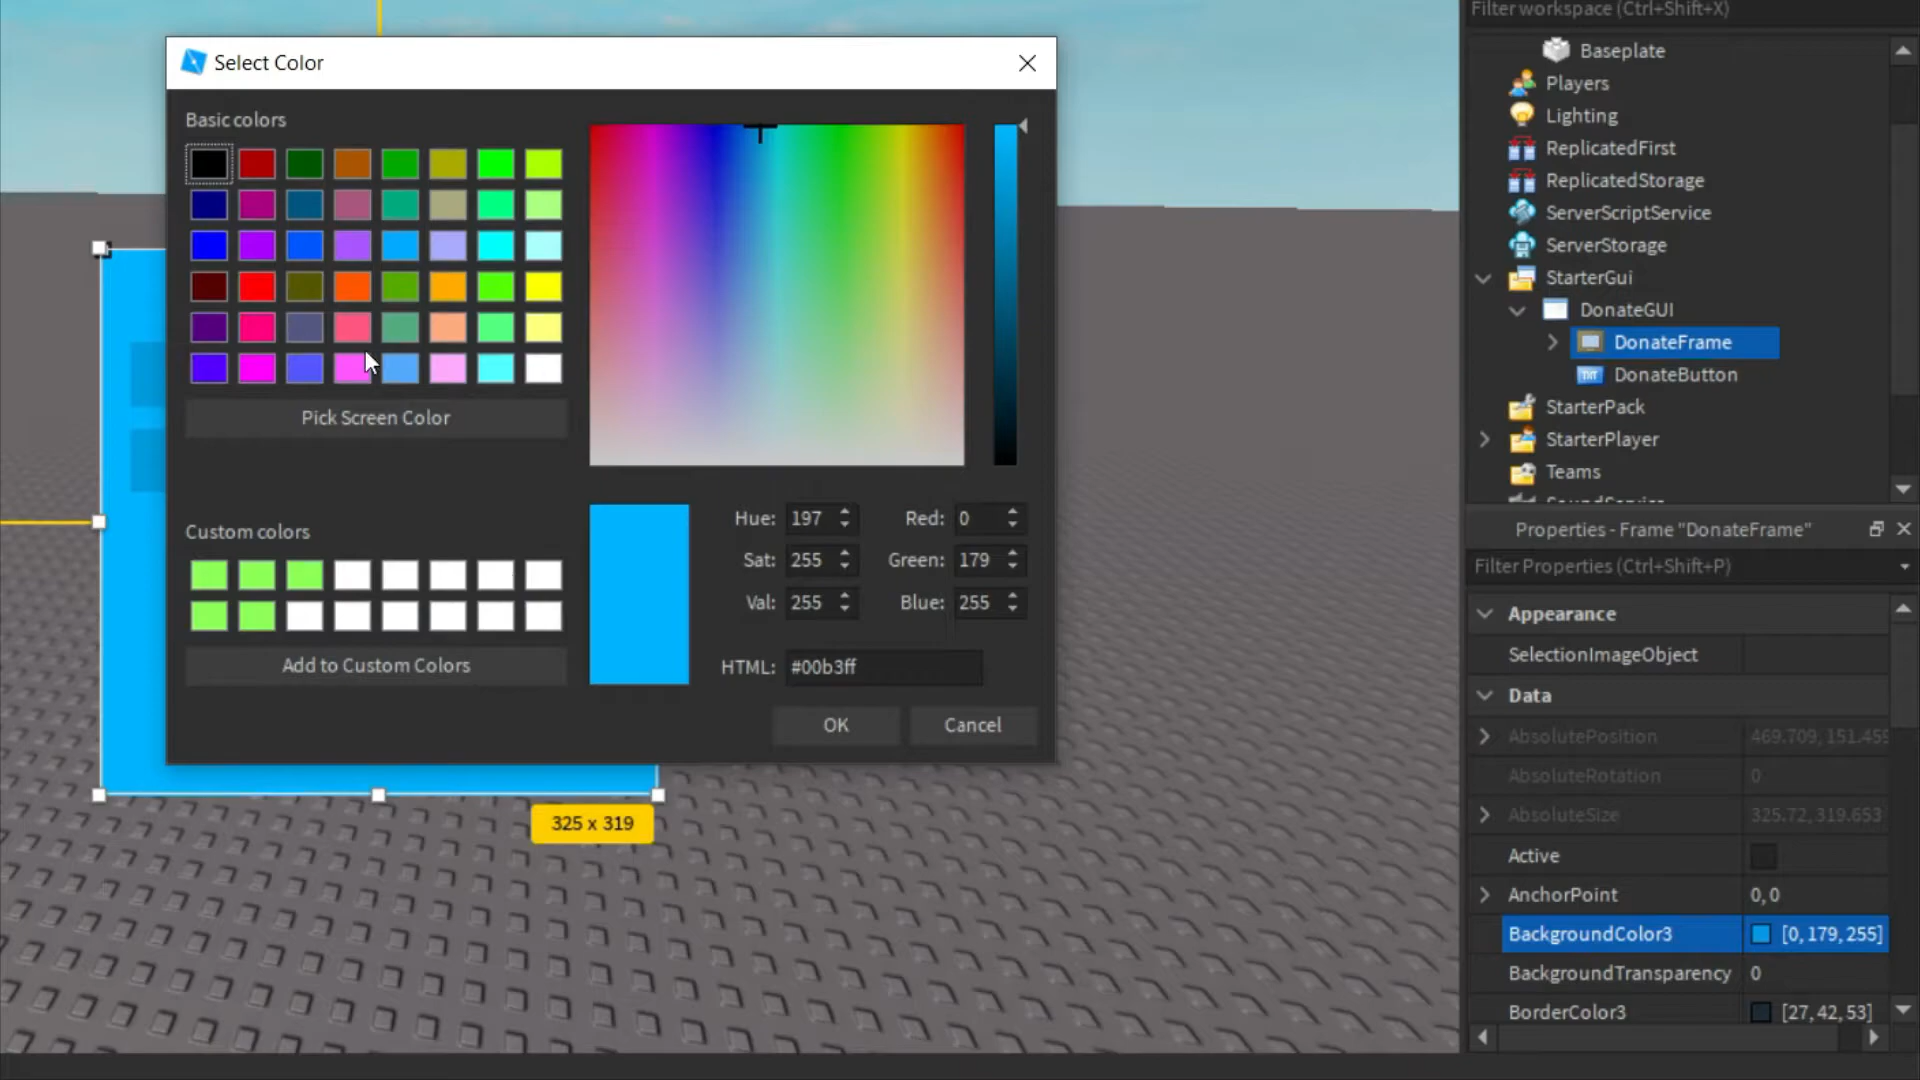 Select Color
Basic colors
Pick Screen Color
Custom colors
Add to Custom Colors
Hue: 197
Red: 0
Sat: 255
Green: 179
Val: 255
Blue: 255
HTML: #00b3ff
OK
Cancel
325 x 319
Filter workspace (Ctrl+Shift+X)
Baseplate
Players
Lighting
ReplicatedFirst
ReplicatedStorage
ServerScriptService
ServerStorage
StarterGui
DonateGUI
DonateFrame
TXT DonateButton
StarterPack
StarterPlayer
Teams
SoundService
Properties - Frame "DonateFrame"
Filter Properties (Ctrl+Shift+P)
Appearance
SelectionImageObject
Data
AbsolutePosition 469.709, 151.459
AbsoluteRotation 0
AbsoluteSize 325.72, 319.653
Active
AnchorPoint 0, 0
BackgroundColor3 [0, 179, 255]
BackgroundTransparency 0
BorderColor3 [27, 42, 53]